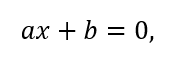 ax + b = 0,